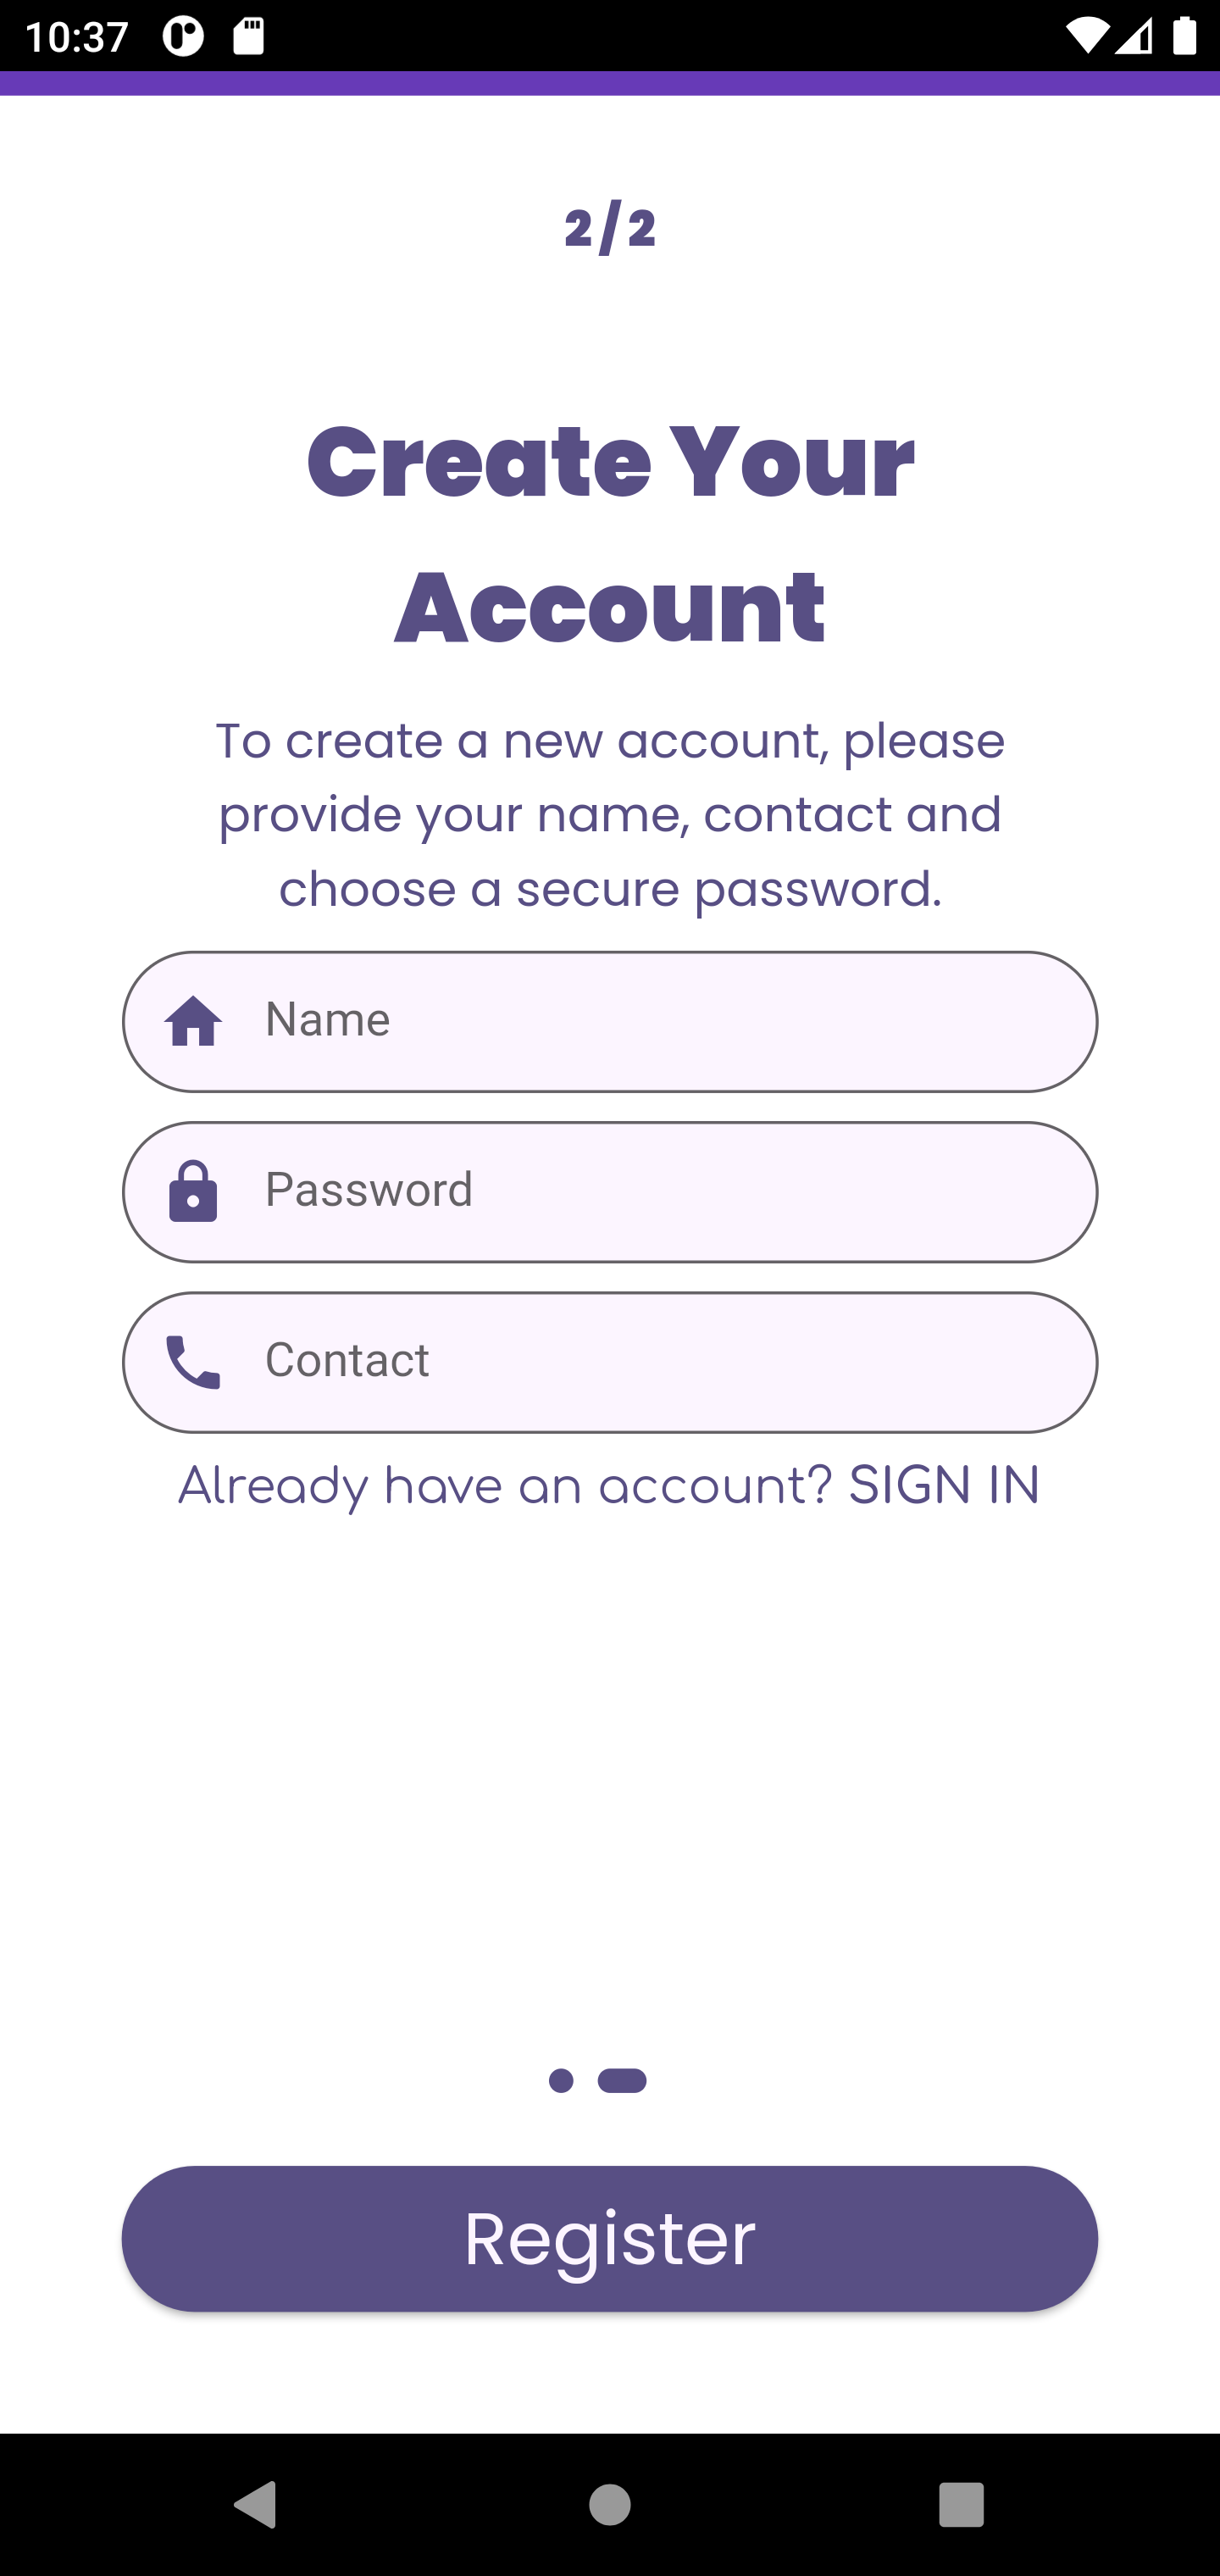 10:37
2/2
Create Your
Account
To create a new account, please
provide your name, contact and
choose a secure password.
Name
Password
Contact
Already have an account? SIGN IN
Register